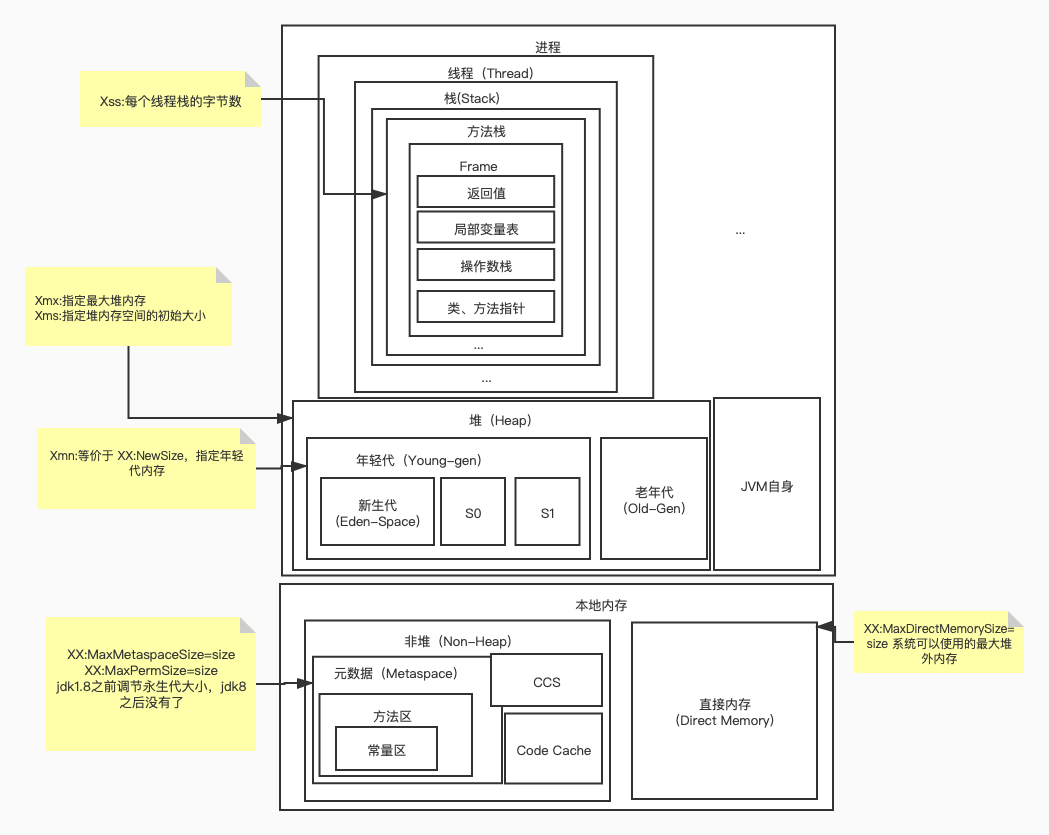 进程
线程（Thread）
栈(Stack)
方法栈
Frame
返回值
局部变量表
操作数栈
类、方法指针
...
...
...
Xss:每个线程栈的字节数
Xmx:指定最大堆内存
Xms:指定堆内存空间的初始大小
Xmn:等价于 XX:NewSize，指定年轻
代内存
堆（Heap）
年轻代（Young-gen)
新生代
(Eden-Space)
S0
S1
老年代
(Old-Gen)
JVM自身
本地内存
非堆（Non-Heap)
元数据（Metaspace)
方法区
常量区
CCS
Code Cache
直接内存
(Direct Memory)
XX:MaxMetaspaceSize=size
XX:MaxPermSize=size
jdk1.8之前调节永生代大小，jdk8
之后没有了
XX:MaxDirectMemorySize=
size 系统可以使用的最大堆
外内存